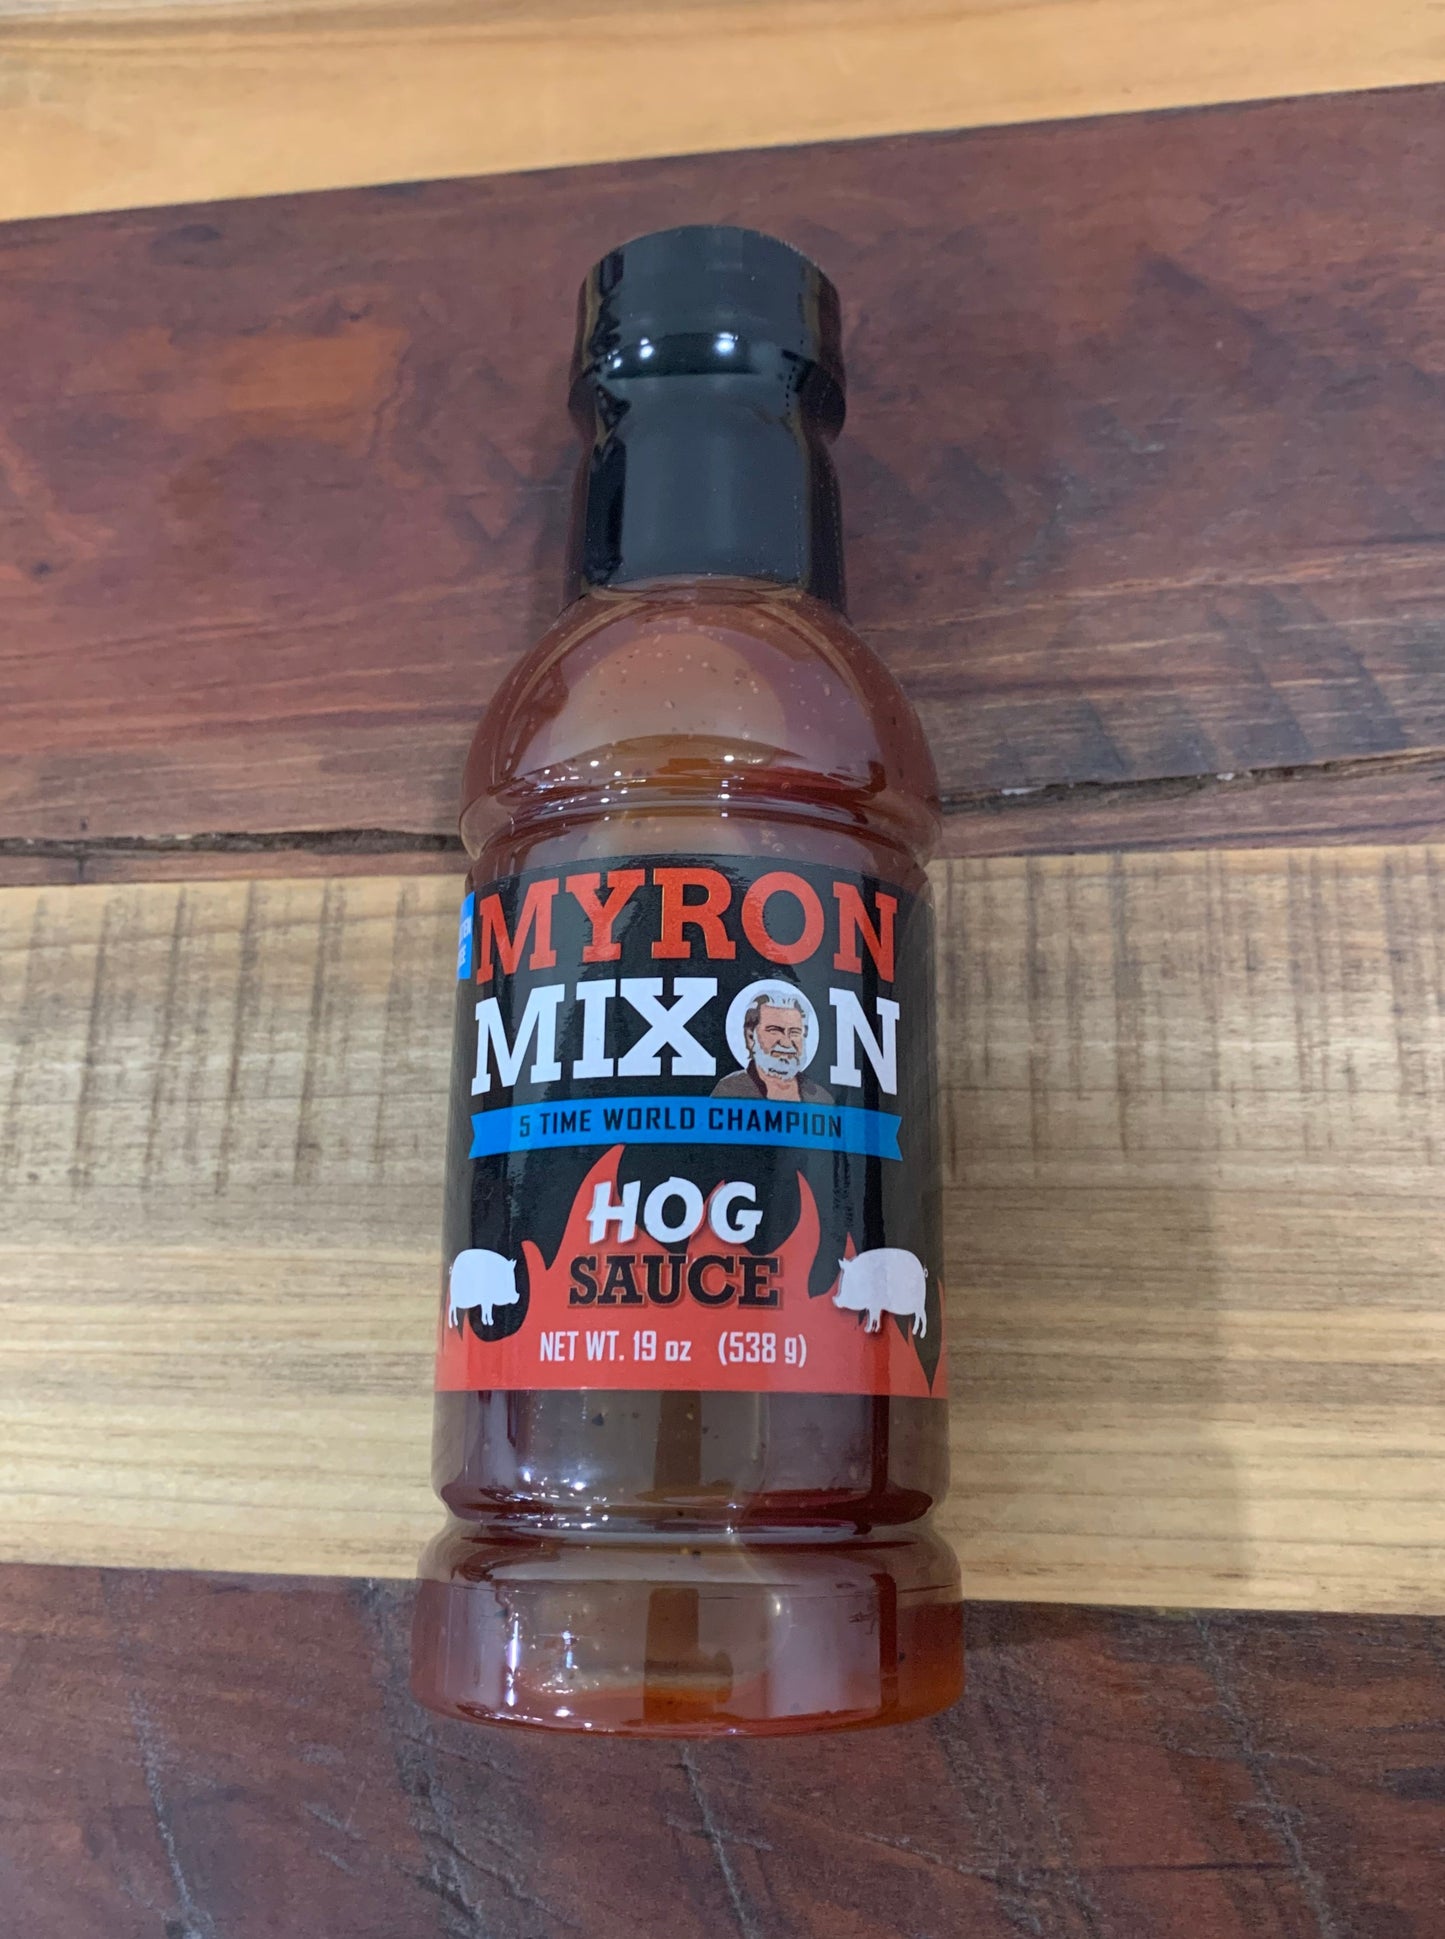 MYRON
MIXON
5 TIME WORLD CHAMPION
HOG
SAUCE
NET WT. 19 oz (538 g)